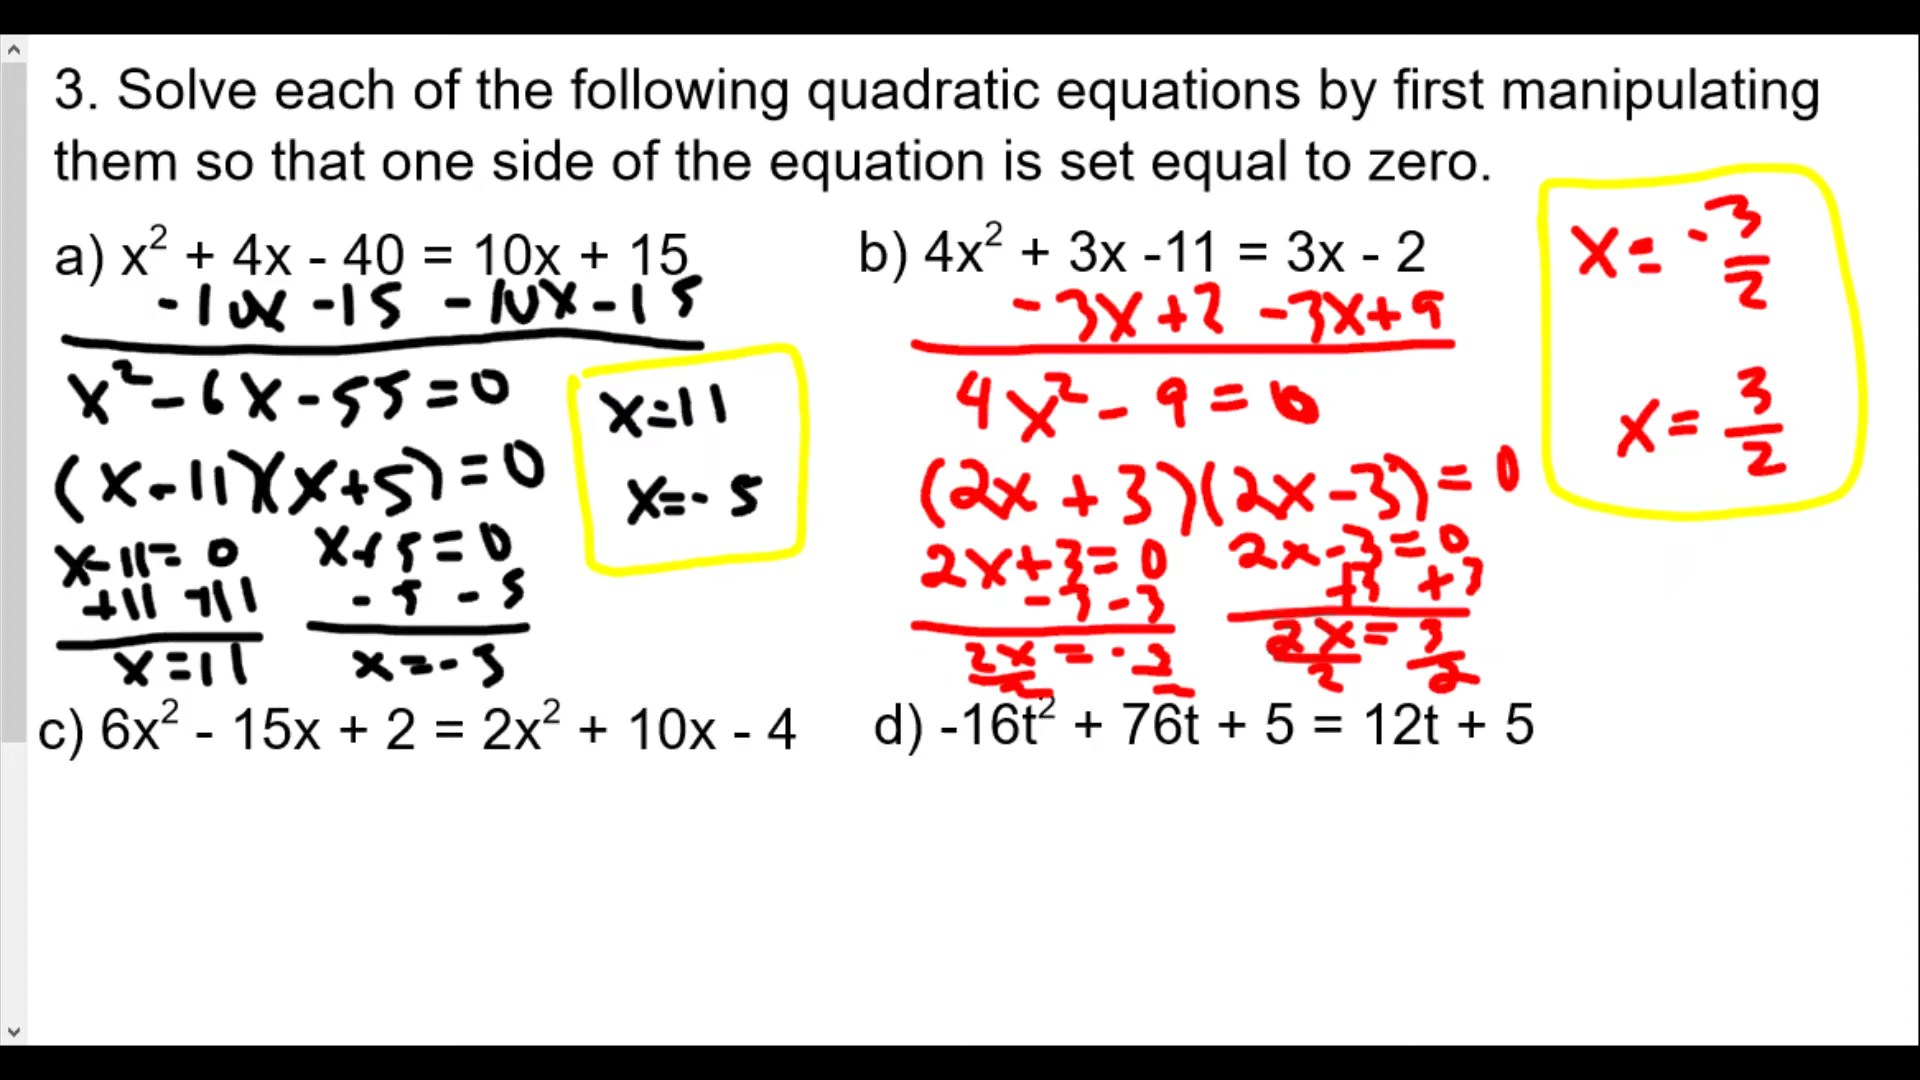 3. Solve each of the following quadratic equations by first manipulating
them so that one side of the equation is set equal to zero.
a) x² + 4x - 40 = 10x + 15
-10x -15 -10x -15
x² - 6x - 55 = 0
(x-11)(x+5) = 0
x-11 = 0
+11 +11
x = 11
x+5 = 0
-5 -5
x = -5
x=11
x=-5
b) 4x² + 3x -11 = 3x - 2
-3x+2 -3x+9
4x² - 9 = 0
(2x + 3)(2x - 3) = 0
2x+3 = 0
-3 -3
2x/2 = -3/2
2x-3 = 0
+3 +3
2x/2 = 3/2
x = -3/2
x = 3/2
c) 6x² - 15x + 2 = 2x² + 10x - 4
d) -16t² + 76t + 5 = 12t + 5